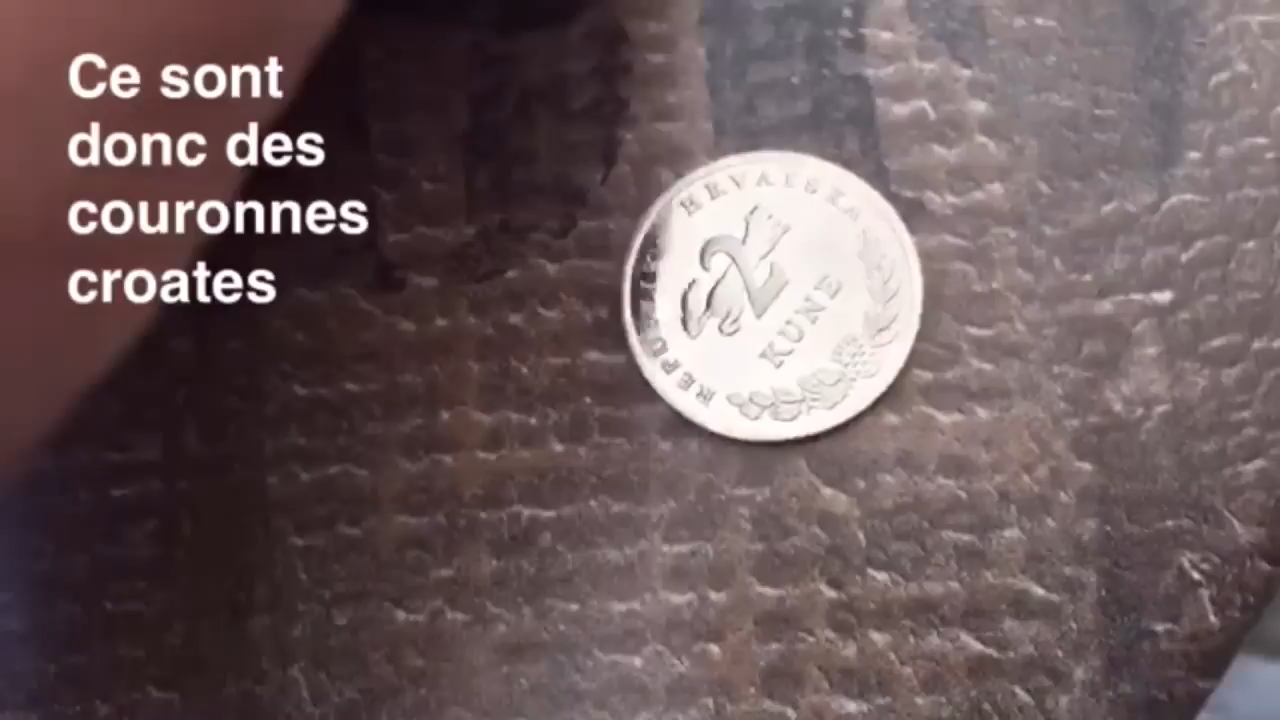 Ce sont
donc des
couronnes
croates
REPUBLIKA HRVATSKA
2
KUNE